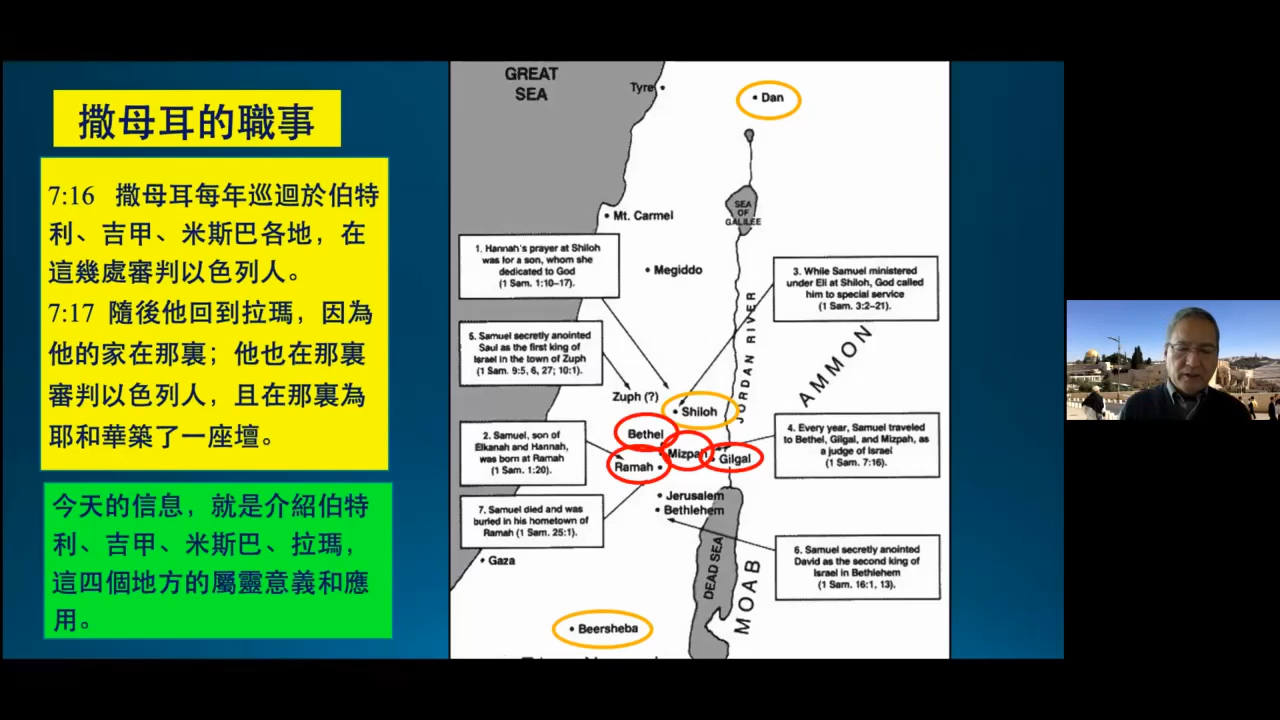 撒母耳的職事
7:16 撒母耳每年巡迴於伯特
利、吉甲、米斯巴各地，在
這幾處審判以色列人。
7:17 隨後他回到拉瑪，因為
他的家在那裏；他也在那裏
審判以色列人，且在那裏為
耶和華築了一座壇。
今天的信息，就是介紹伯特
利、吉甲、米斯巴、拉瑪，
這四個地方的屬靈意義和應
用。
GREAT
SEA
Tyre
Dan
SEA
OF
GALILEE
Mt. Carmel
Megiddo
1. Hannah's prayer at Shiloh
was for a son, whom she
dedicated to God
(1 Sam. 1:10–17).
3. While Samuel ministered
under Eli at Shiloh, God called
him to special service
(1 Sam. 3:2–21).
5. Samuel secretly anointed
Saul as the first king of
Israel in the town of Zuph
(1 Sam. 9:5, 6, 27; 10:1).
JORDAN RIVER
AMMON
Zuph (?)
Shiloh
Bethel
Mizpah
Gilgal
Ramah
2. Samuel, son of
Elkanah and Hannah,
was born at Ramah
(1 Sam. 1:20).
4. Every year, Samuel traveled
to Bethel, Gilgal, and Mizpah, as
a judge of Israel
(1 Sam. 7:16).
Jerusalem
Bethlehem
7. Samuel died and was
buried in his hometown of
Ramah (1 Sam. 25:1).
Gaza
DEAD SEA
MOAB
6. Samuel secretly anointed
David as the second king of
Israel in Bethlehem
(1 Sam. 16:1, 13).
Beersheba